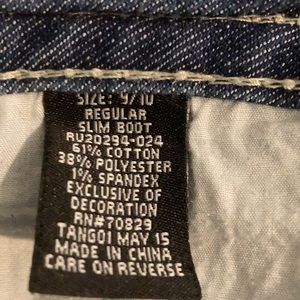 SIZE: 9/10
REGULAR
SLIM BOOT
RU20294-024
61% COTTON
38% POLYESTER
1% SPANDEX
EXCLUSIVE OF
DECORATION
RN#70829
TANGO1 MAY 15
MADE IN CHINA
CARE ON REVERSE